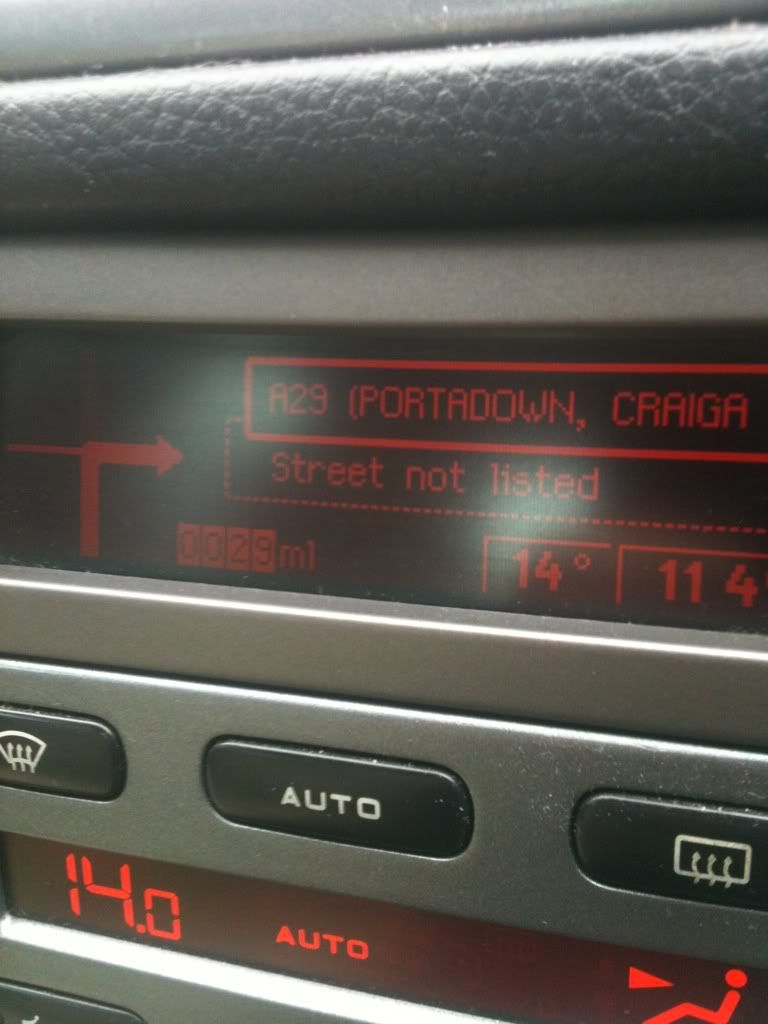 A29 (PORTADOWN, CRAIGA
Street not listed
0029ml
14° 11 4
AUTO
14.0 AUTO